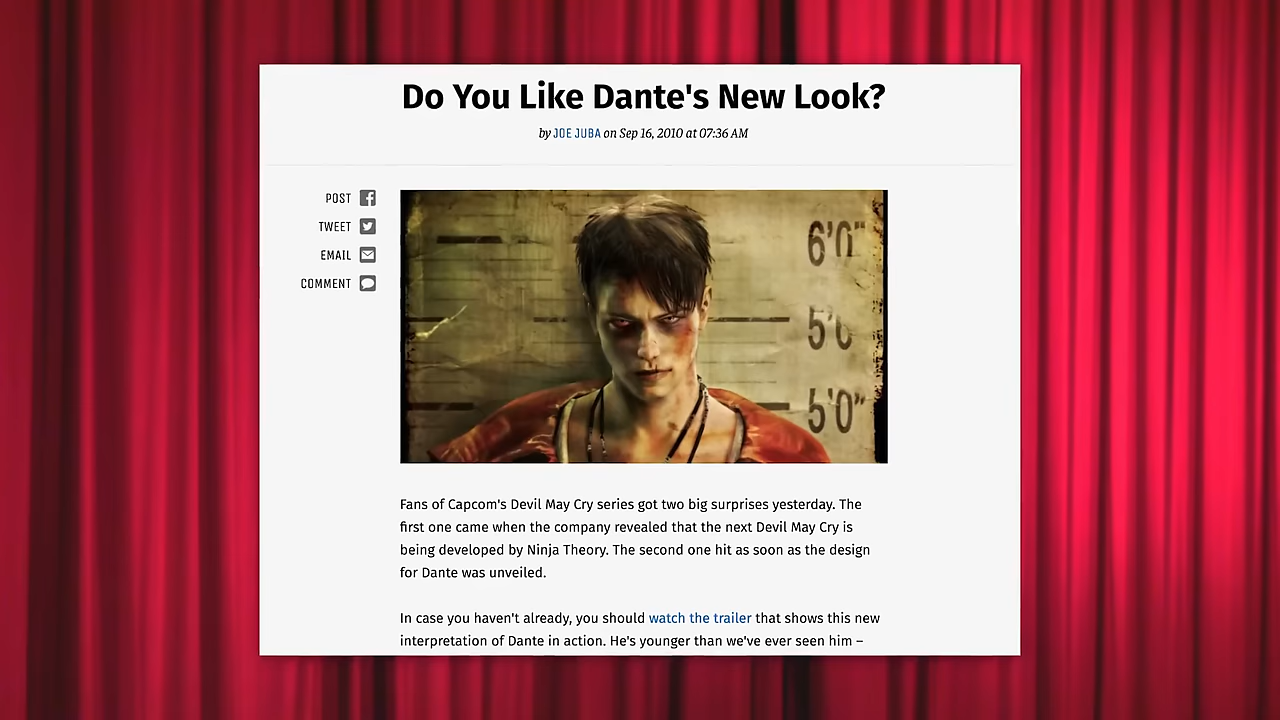 Do You Like Dante's New Look?
by JOE JUBA on Sep 16, 2010 at 07:36 AM
POST
TWEET
EMAIL
COMMENT
6'0"
5'6
5'0"
Fans of Capcom's Devil May Cry series got two big surprises yesterday. The
first one came when the company revealed that the next Devil May Cry is
being developed by Ninja Theory. The second one hit as soon as the design
for Dante was unveiled.
In case you haven't already, you should watch the trailer that shows this new
interpretation of Dante in action. He's younger than we've ever seen him –